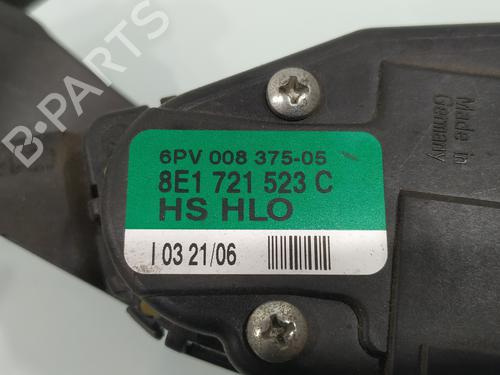 B-PARTS
Made in
Germany
6PV 008 375-05
8E1 721 523 C
HS HLO
I 03 21/06